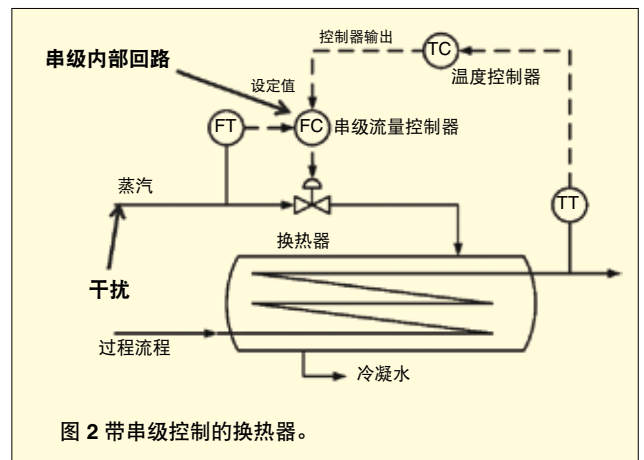 串级内部回路
控制器输出
TC
温度控制器
设定值
FT
FC
串级流量控制器
蒸汽
TT
换热器
干扰
过程流程
冷凝水
图 2 带串级控制的换热器。